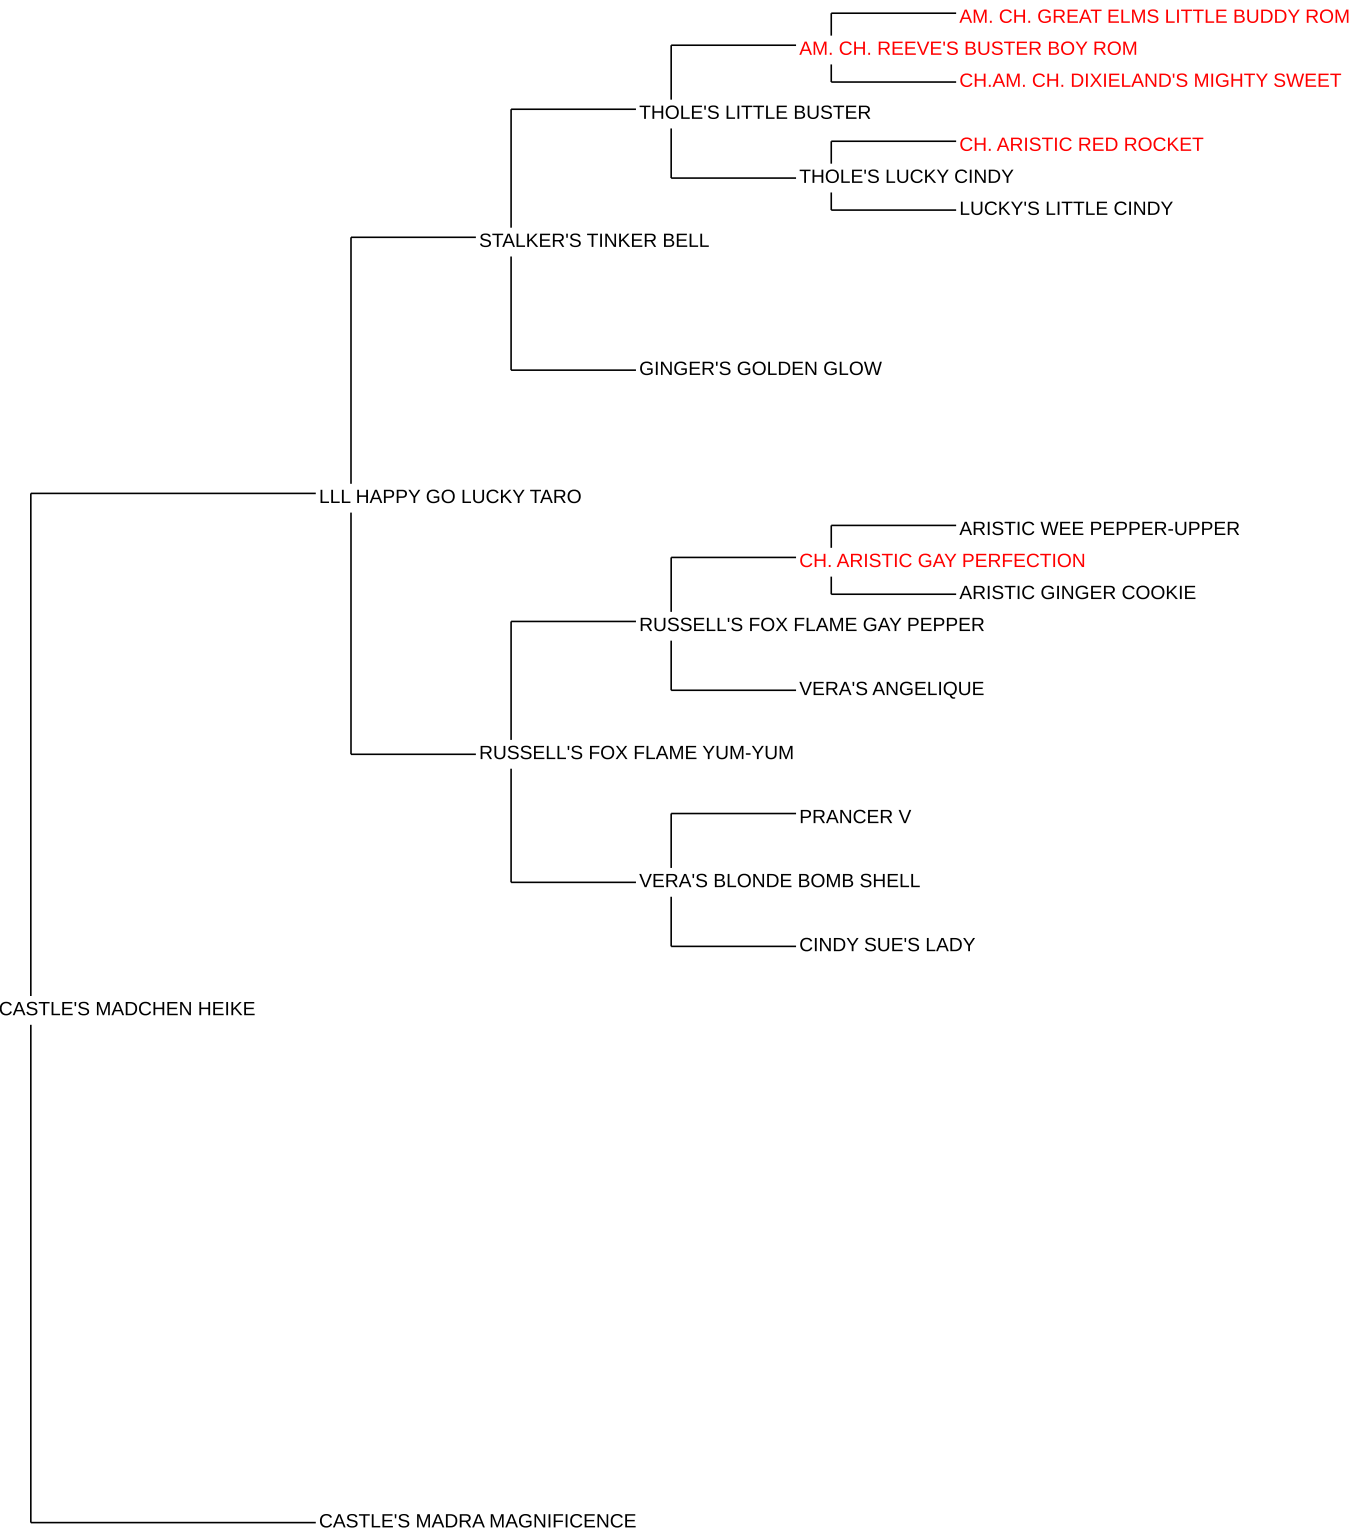 AM. CH. GREAT ELMS LITTLE BUDDY ROM
AM. CH. REEVE'S BUSTER BOY ROM
CH.AM. CH. DIXIELAND'S MIGHTY SWEET
THOLE'S LITTLE BUSTER
CH. ARISTIC RED ROCKET
THOLE'S LUCKY CINDY
LUCKY'S LITTLE CINDY
STALKER'S TINKER BELL
GINGER'S GOLDEN GLOW
LLL HAPPY GO LUCKY TARO
ARISTIC WEE PEPPER-UPPER
CH. ARISTIC GAY PERFECTION
ARISTIC GINGER COOKIE
RUSSELL'S FOX FLAME GAY PEPPER
VERA'S ANGELIQUE
RUSSELL'S FOX FLAME YUM-YUM
PRANCER V
VERA'S BLONDE BOMB SHELL
CINDY SUE'S LADY
CASTLE'S MADCHEN HEIKE
CASTLE'S MADRA MAGNIFICENCE